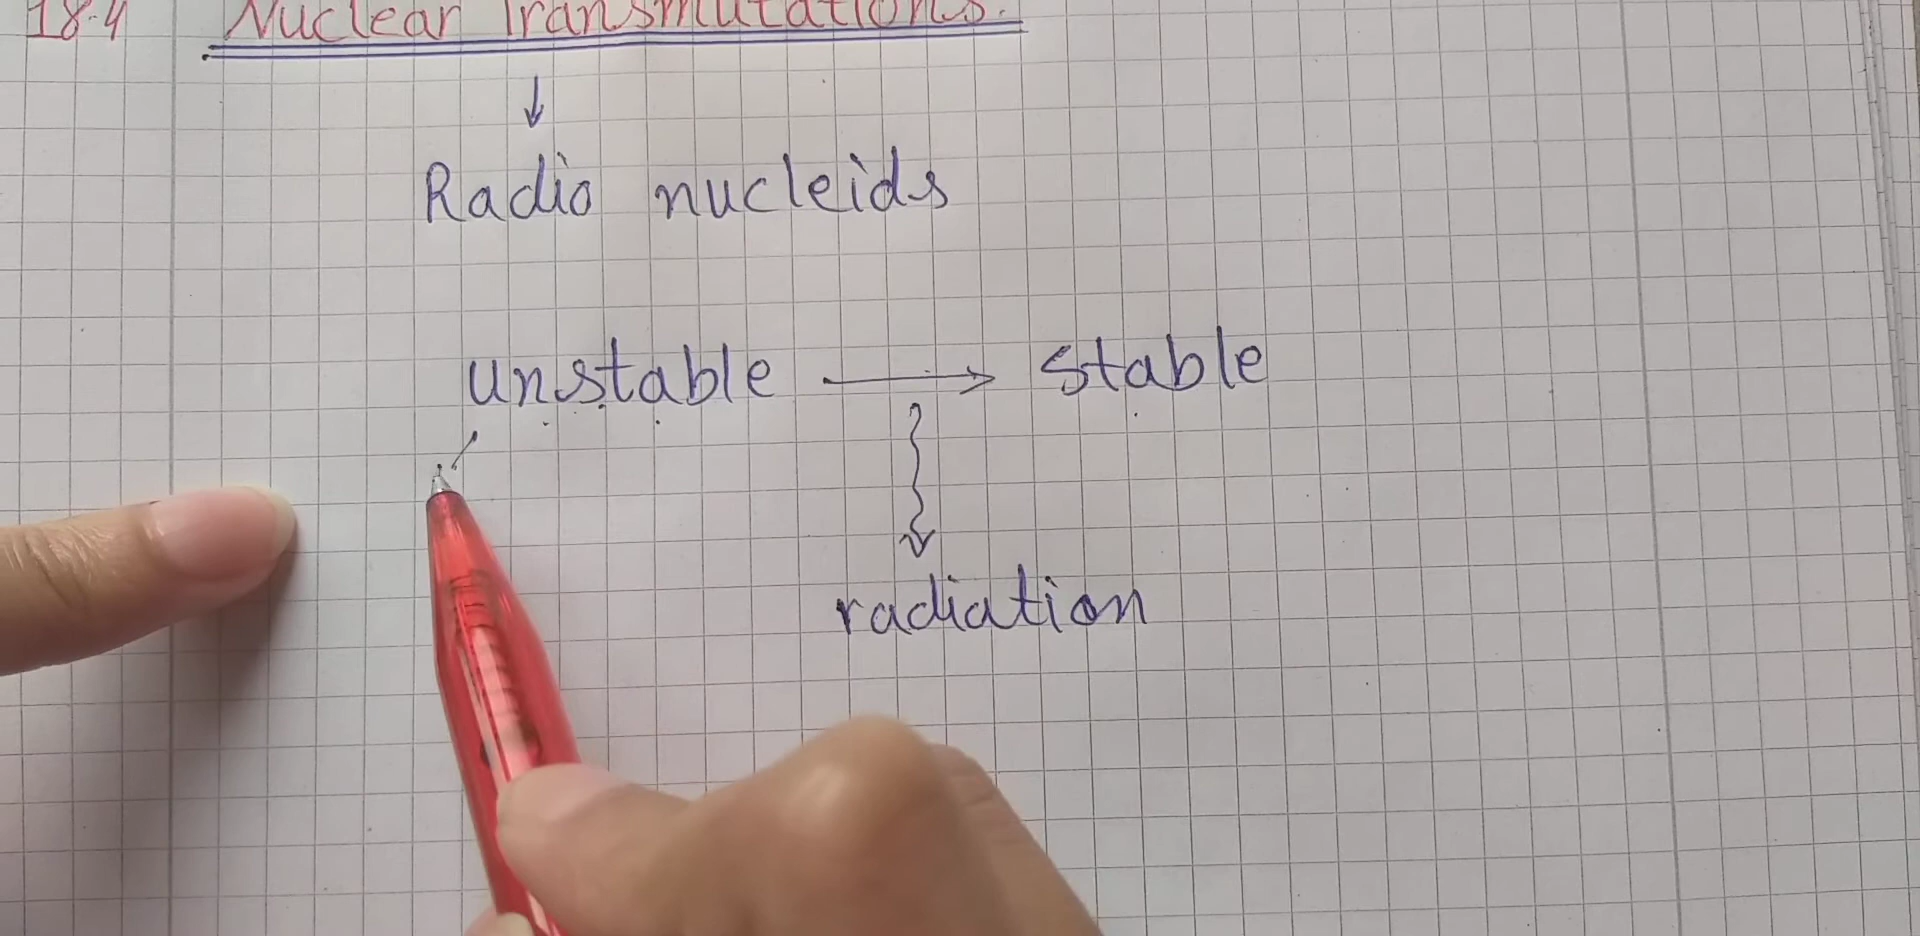 18.4 Nuclear Transmutations.
Radio nucleids
unstable → stable
radiation